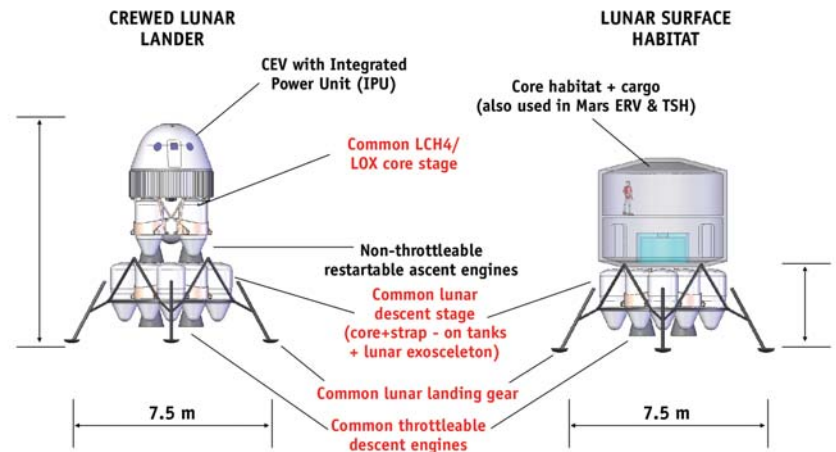 CREWED LUNAR
LANDER
LUNAR SURFACE
HABITAT
CEV with Integrated
Power Unit (IPU)
Core habitat + cargo
(also used in Mars ERV & TSH)
Common LCH4/
LOX core stage
Non-throttleable
restartable ascent engines
Common lunar
descent stage
(core+strap - on tanks
+ lunar exosceleton)
Common lunar landing gear
7.5 m
Common throttleable
descent engines
7.5 m